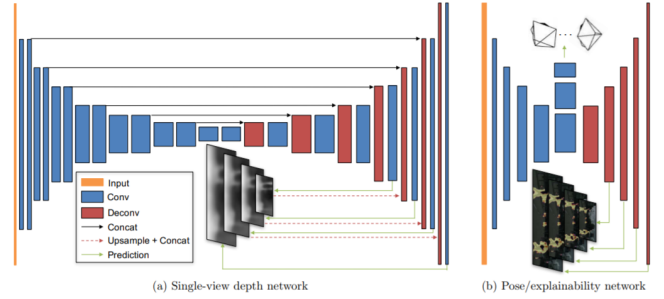 Input
Conv
Deconv
Concat
Upsample + Concat
Prediction
(a) Single-view depth network
(b) Pose/explainability network